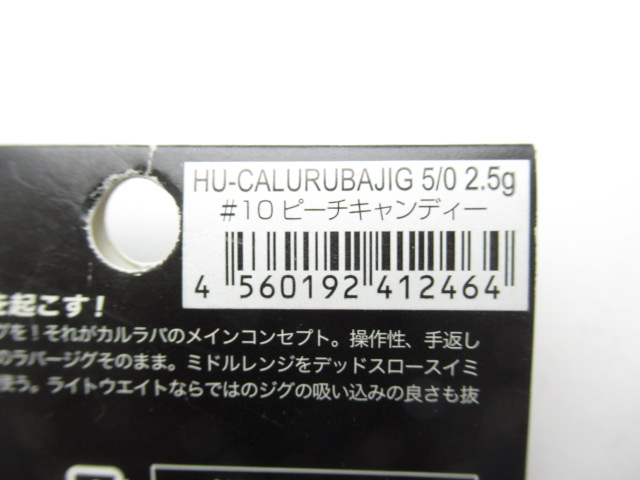 HU-CALURUBAJIG 5/0 2.5g
#10 ピーチキャンディー
4 560192 412464
を起こす!
グを!それがカルラバのメインコンセプト。操作性、手返し
のラバージグそのまま。ミドルレンジをデッドスロースイミ
使う。ライトウエイトならではのジグの吸い込みの良さも抜